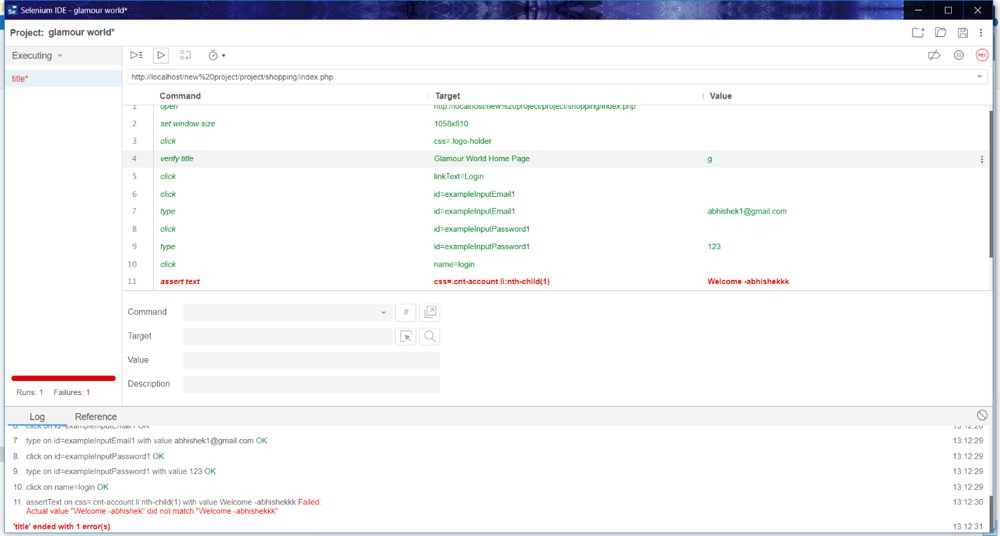 Se Selenium IDE - glamour world*
Project: glamour world*
Executing
REC
title*
http://localhost/new%20project/project/shopping/index.php
Command Target Value
1 open http://localhost/new%20project/project/shopping/index.php
2 set window size 1058x810
3 click css=.logo-holder
4 verify title Glamour World Home Page g
5 click linkText=Login
6 click id=exampleInputEmail1
7 type id=exampleInputEmail1 abhishek1@gmail.com
8 click id=exampleInputPassword1
9 type id=exampleInputPassword1 123
10 click name=login
11 assert text css=.cnt-account li:nth-child(1) Welcome -abhishekkk
Command //
Target
Value
Description
Runs: 1 Failures: 1
Log Reference
6. click on id=exampleInputEmail1 OK 13:12:28
7. type on id=exampleInputEmail1 with value abhishek1@gmail.com OK 13:12:29
8. click on id=exampleInputPassword1 OK 13:12:29
9. type on id=exampleInputPassword1 with value 123 OK 13:12:29
10. click on name=login OK 13:12:29
11. assertText on css=.cnt-account li:nth-child(1) with value Welcome -abhishekkk Failed: 13:12:30
Actual value "Welcome -abhishek" did not match "Welcome -abhishekkk"
'title' ended with 1 error(s) 13:12:31